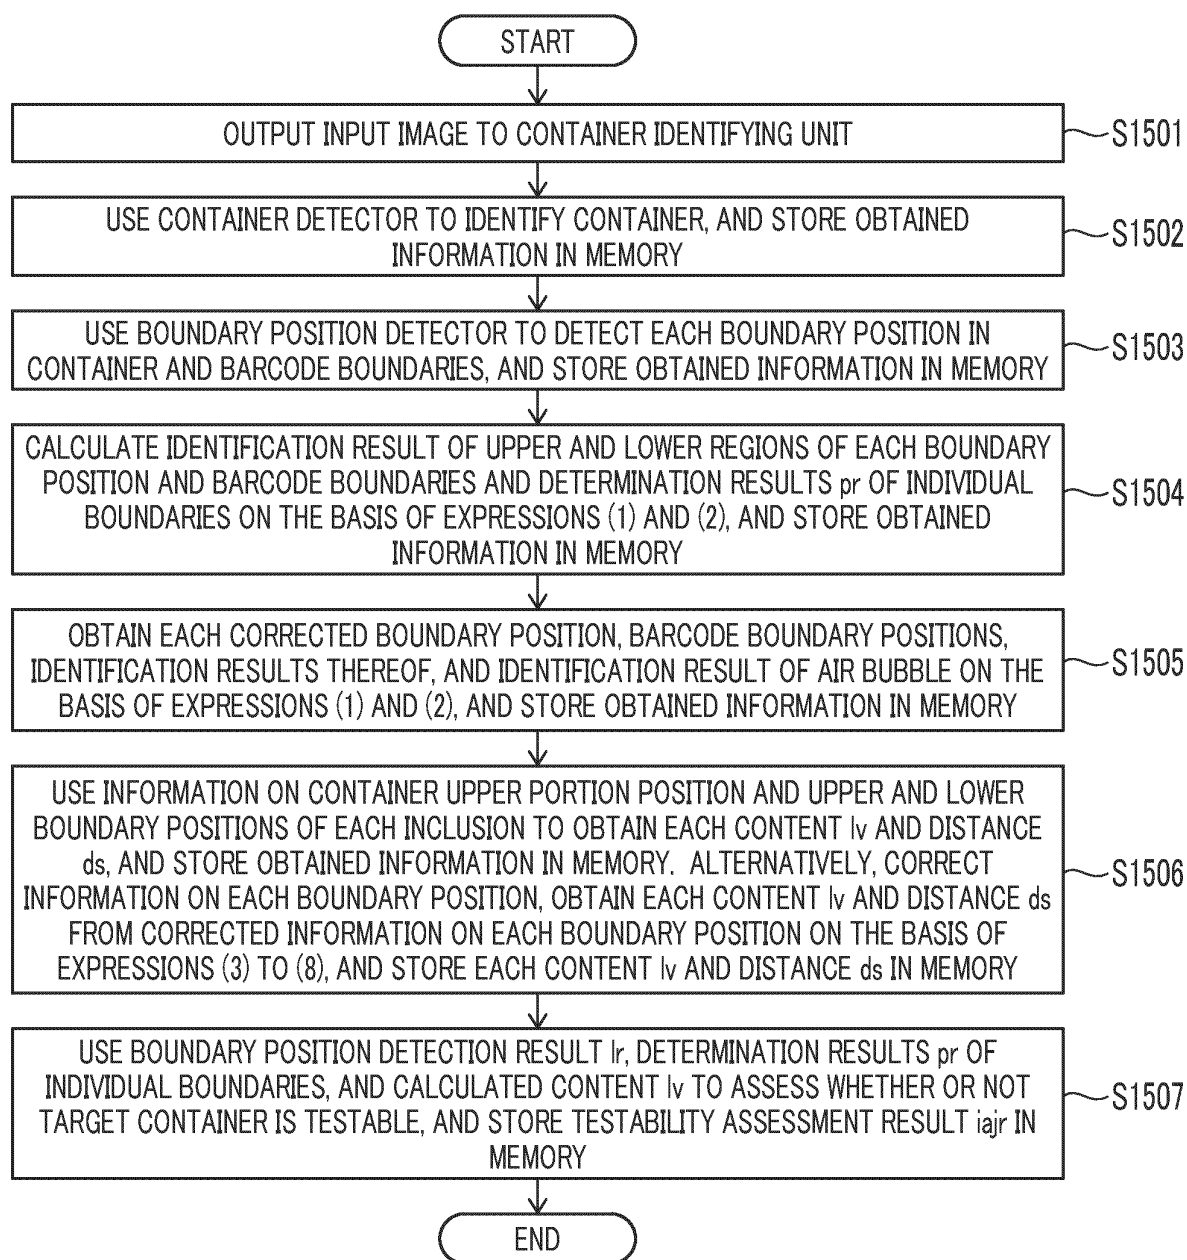 START
OUTPUT INPUT IMAGE TO CONTAINER IDENTIFYING UNIT
S1501
USE CONTAINER DETECTOR TO IDENTIFY CONTAINER, AND STORE OBTAINED
INFORMATION IN MEMORY
S1502
USE BOUNDARY POSITION DETECTOR TO DETECT EACH BOUNDARY POSITION IN
CONTAINER AND BARCODE BOUNDARIES, AND STORE OBTAINED INFORMATION IN MEMORY
S1503
CALCULATE IDENTIFICATION RESULT OF UPPER AND LOWER REGIONS OF EACH BOUNDARY
POSITION AND BARCODE BOUNDARIES AND DETERMINATION RESULTS pr OF INDIVIDUAL
BOUNDARIES ON THE BASIS OF EXPRESSIONS (1) AND (2), AND STORE OBTAINED
INFORMATION IN MEMORY
S1504
OBTAIN EACH CORRECTED BOUNDARY POSITION, BARCODE BOUNDARY POSITIONS,
IDENTIFICATION RESULTS THEREOF, AND IDENTIFICATION RESULT OF AIR BUBBLE ON THE
BASIS OF EXPRESSIONS (1) AND (2), AND STORE OBTAINED INFORMATION IN MEMORY
S1505
USE INFORMATION ON CONTAINER UPPER PORTION POSITION AND UPPER AND LOWER
BOUNDARY POSITIONS OF EACH INCLUSION TO OBTAIN EACH CONTENT lv AND DISTANCE
ds, AND STORE OBTAINED INFORMATION IN MEMORY. ALTERNATIVELY, CORRECT
INFORMATION ON EACH BOUNDARY POSITION, OBTAIN EACH CONTENT lv AND DISTANCE ds
FROM CORRECTED INFORMATION ON EACH BOUNDARY POSITION ON THE BASIS OF
EXPRESSIONS (3) TO (8), AND STORE EACH CONTENT lv AND DISTANCE ds IN MEMORY
S1506
USE BOUNDARY POSITION DETECTION RESULT lr, DETERMINATION RESULTS pr OF
INDIVIDUAL BOUNDARIES, AND CALCULATED CONTENT lv TO ASSESS WHETHER OR NOT
TARGET CONTAINER IS TESTABLE, AND STORE TESTABILITY ASSESSMENT RESULT iajr IN
MEMORY
S1507
END